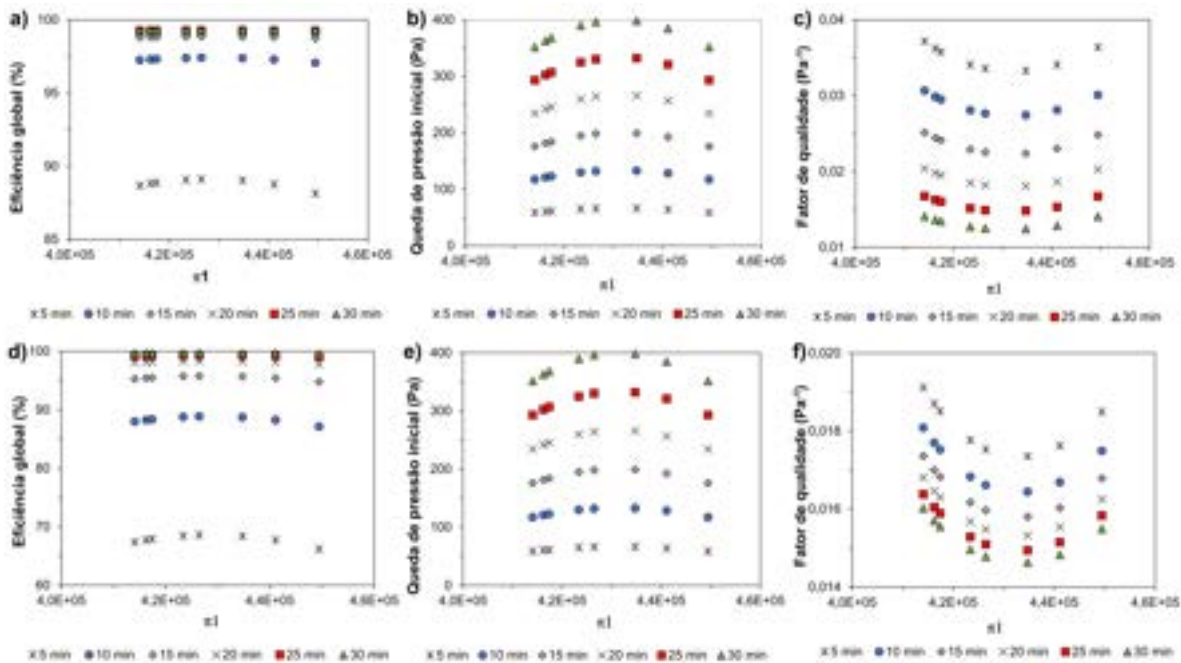 a)
Eficiência global (%)
100
95
90
85
4,0E+05 4,2E+05 4,4E+05 4,6E+05
π1
×5 min ●10 min ◆15 min ×20 min ■25 min ▲30 min
b)
Queda de pressão inicial (Pa)
400
300
200
100
0
4,0E+05 4,2E+05 4,4E+05 4,6E+05
π1
×5 min ●10 min ◆15 min ×20 min ■25 min ▲30 min
c)
Fator de qualidade (Pa⁻¹)
0,04
0,03
0,02
0,01
4,0E+05 4,2E+05 4,4E+05 4,6E+05
π1
×5 min ●10 min ◆15 min ×20 min ■25 min ▲30 min
d)
Eficiência global (%)
100
90
80
70
60
4,0E+05 4,2E+05 4,4E+05 4,6E+05
π1
×5 min ●10 min ◆15 min ×20 min ■25 min ▲30 min
e)
Queda de pressão inicial (Pa)
400
300
200
100
0
4,0E+05 4,2E+05 4,4E+05 4,6E+05
π1
×5 min ●10 min ◆15 min ×20 min ■25 min ▲30 min
f)
Fator de qualidade (Pa⁻¹)
0,020
0,018
0,016
0,014
4,0E+05 4,2E+05 4,4E+05 4,6E+05
π1
×5 min ●10 min ◆15 min ×20 min ■25 min ▲30 min